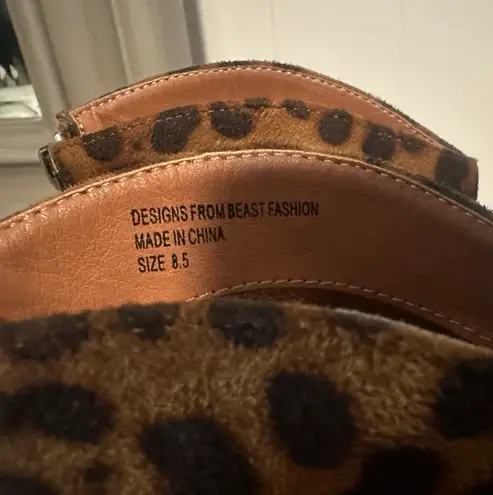 DESIGNS FROM BEAST FASHION
MADE IN CHINA
SIZE 8.5